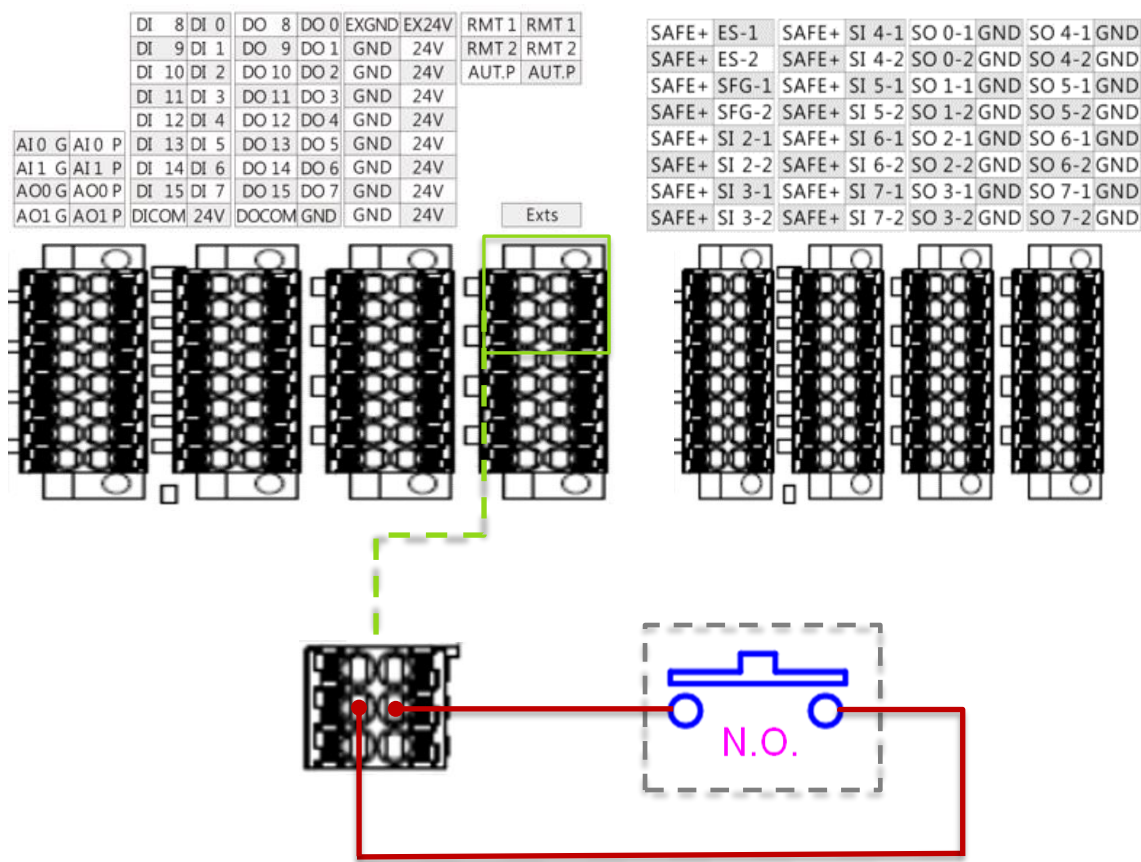 DI 8 DI 0 DO 8 DO 0 EXGND EX24V RMT 1 RMT 1
DI 9 DI 1 DO 9 DO 1 GND 24V RMT 2 RMT 2
DI 10 DI 2 DO 10 DO 2 GND 24V AUT.P AUT.P
DI 11 DI 3 DO 11 DO 3 GND 24V
DI 12 DI 4 DO 12 DO 4 GND 24V
AI 0 G AI 0 P DI 13 DI 5 DO 13 DO 5 GND 24V
AI 1 G AI 1 P DI 14 DI 6 DO 14 DO 6 GND 24V
AO0 G AO0 P DI 15 DI 7 DO 15 DO 7 GND 24V
AO1 G AO1 P DICOM 24V DOCOM GND GND 24V Exts
SAFE+ ES-1 SAFE+ SI 4-1 SO 0-1 GND SO 4-1 GND
SAFE+ ES-2 SAFE+ SI 4-2 SO 0-2 GND SO 4-2 GND
SAFE+ SFG-1 SAFE+ SI 5-1 SO 1-1 GND SO 5-1 GND
SAFE+ SFG-2 SAFE+ SI 5-2 SO 1-2 GND SO 5-2 GND
SAFE+ SI 2-1 SAFE+ SI 6-1 SO 2-1 GND SO 6-1 GND
SAFE+ SI 2-2 SAFE+ SI 6-2 SO 2-2 GND SO 6-2 GND
SAFE+ SI 3-1 SAFE+ SI 7-1 SO 3-1 GND SO 7-1 GND
SAFE+ SI 3-2 SAFE+ SI 7-2 SO 3-2 GND SO 7-2 GND
N.O.